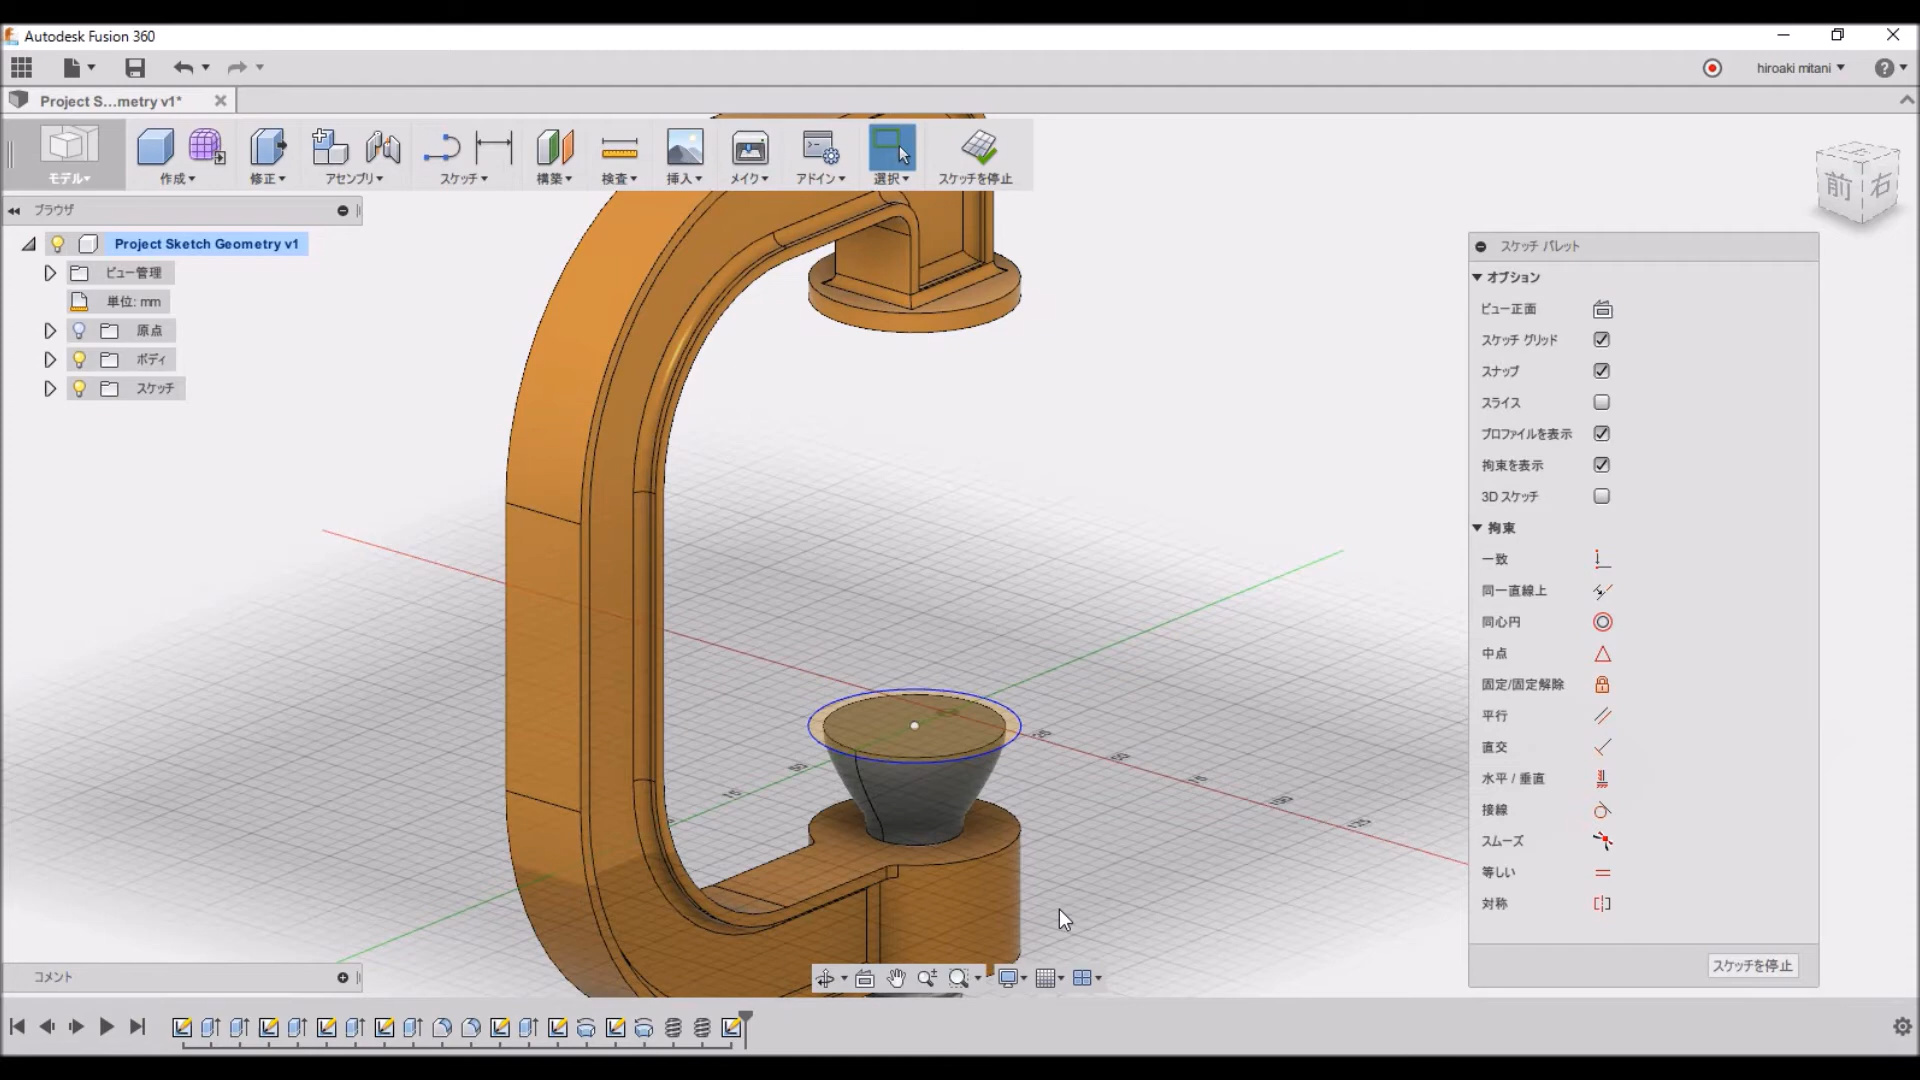 Autodesk Fusion 360
hiroaki mitani
Project S...metry v1*
モデル
作成
修正
アセンブリ
スケッチ
構築
検査
挿入
メイク
アドイン
選択
スケッチを停止
前
右
ブラウザ
Project Sketch Geometry v1
ビュー管理
単位: mm
原点
ボディ
スケッチ
スケッチ パレット
オプション
ビュー正面
スケッチ グリッド
スナップ
スライス
プロファイルを表示
拘束を表示
3D スケッチ
拘束
一致
同一直線上
同心円
中点
固定/固定解除
平行
直交
水平 / 垂直
接線
スムーズ
等しい
対称
スケッチを停止
コメント